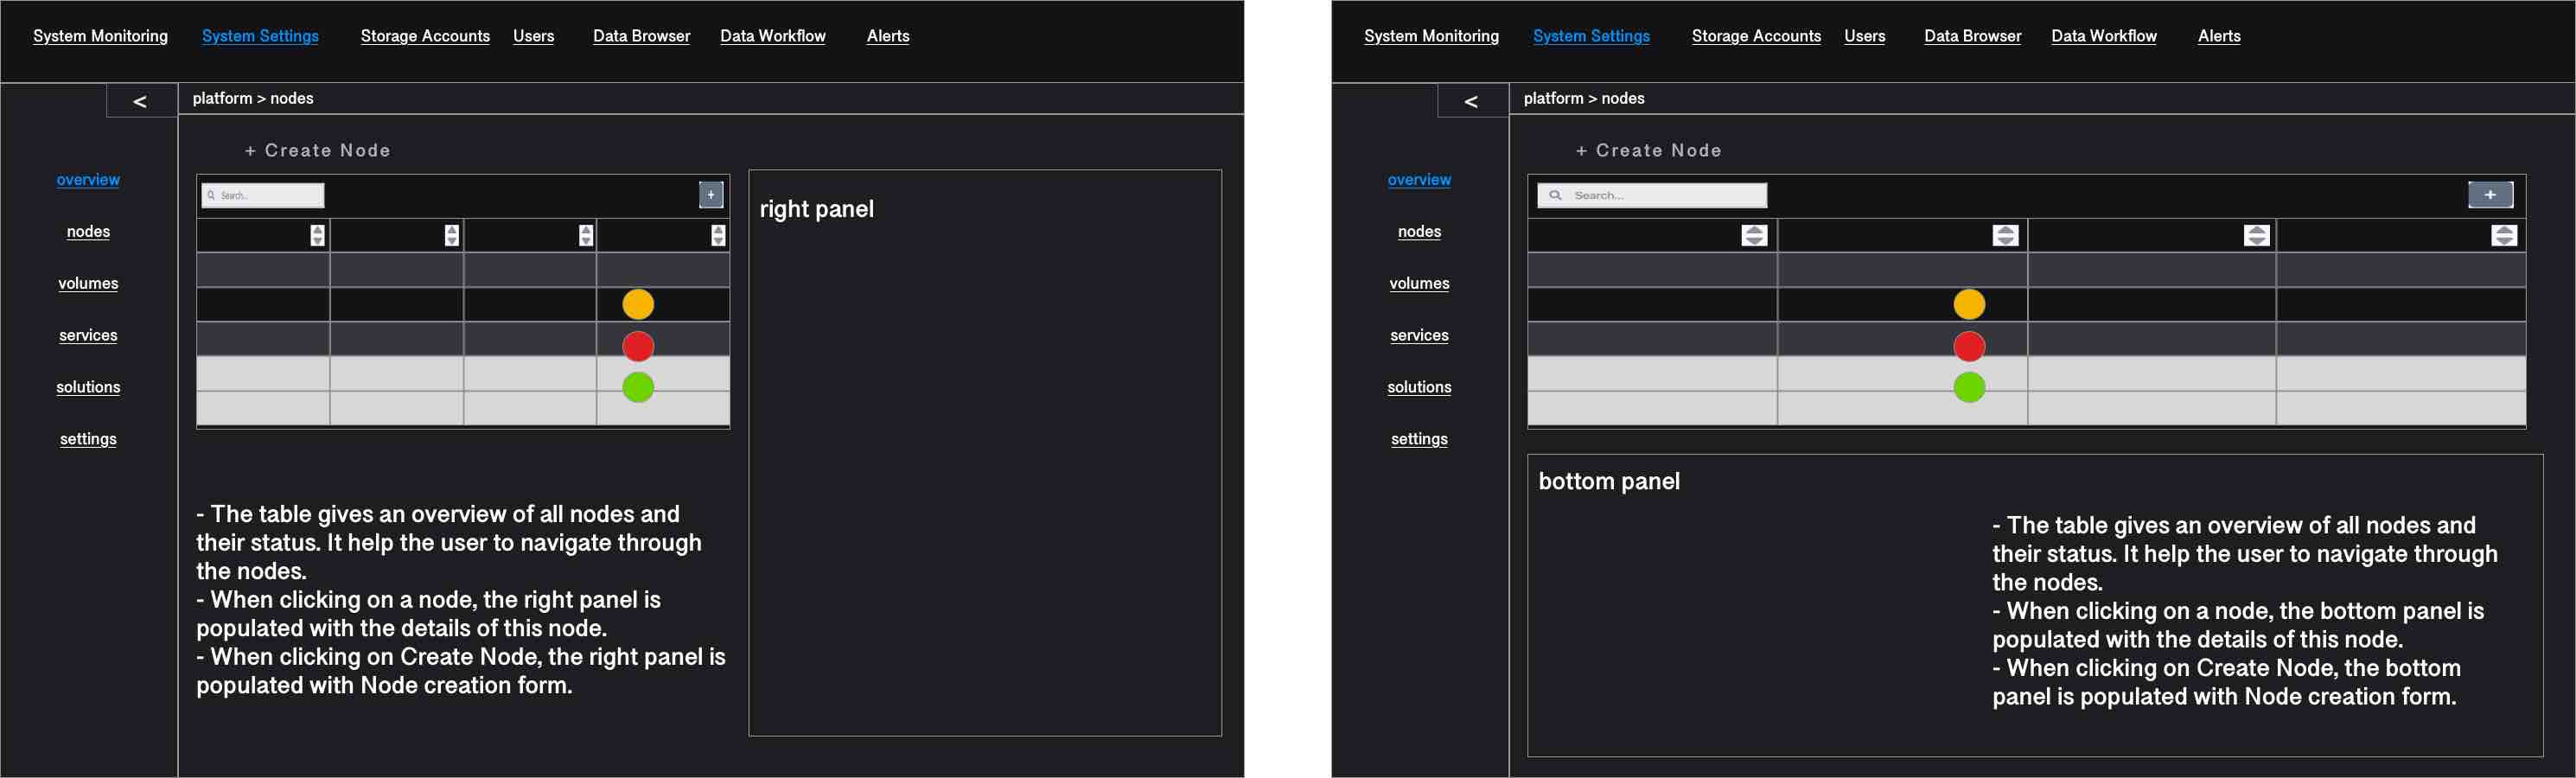 System Monitoring System Settings Storage Accounts Users Data Browser Data Workflow Alerts
<
platform > nodes
+ Create Node
overview
nodes
volumes
services
solutions
settings
Search...
+
right panel
- The table gives an overview of all nodes and
their status. It help the user to navigate through
the nodes.
- When clicking on a node, the right panel is
populated with the details of this node.
- When clicking on Create Node, the right panel is
populated with Node creation form.
System Monitoring System Settings Storage Accounts Users Data Browser Data Workflow Alerts
<
platform > nodes
+ Create Node
overview
nodes
volumes
services
solutions
settings
Search...
+
bottom panel
- The table gives an overview of all nodes and
their status. It help the user to navigate through
the nodes.
- When clicking on a node, the bottom panel is
populated with the details of this node.
- When clicking on Create Node, the bottom
panel is populated with Node creation form.